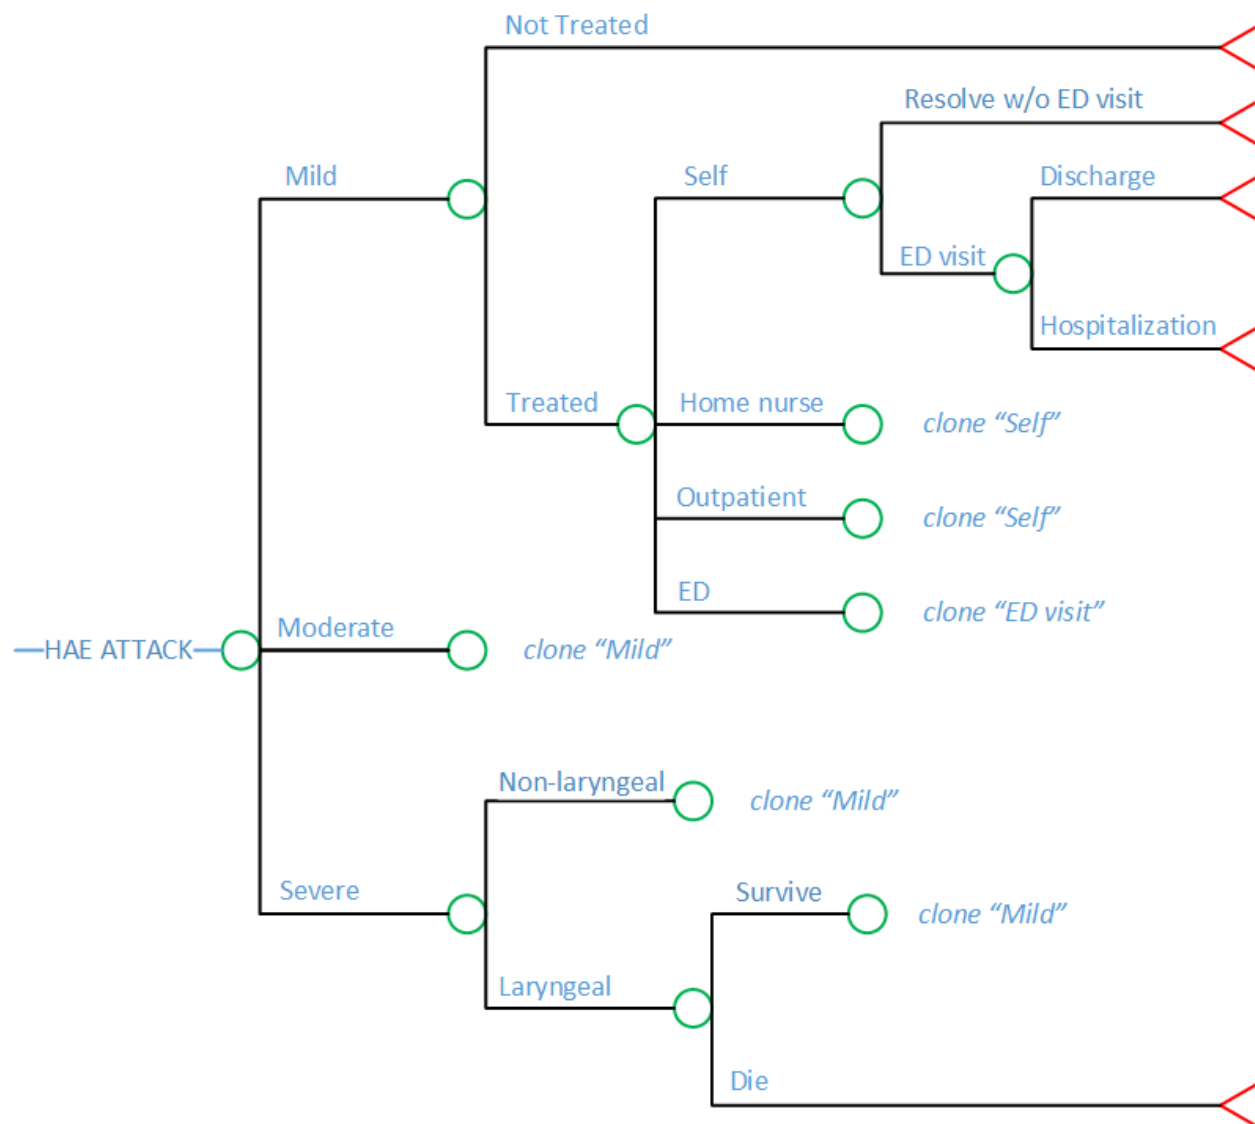 Not Treated
Resolve w/o ED visit
Mild
Self
Discharge
ED visit
Hospitalization
Treated
Home nurse
clone “Self”
Outpatient
clone “Self”
ED
clone “ED visit”
Moderate
HAE ATTACK
clone “Mild”
Non-laryngeal
clone “Mild”
Severe
Survive
clone “Mild”
Laryngeal
Die